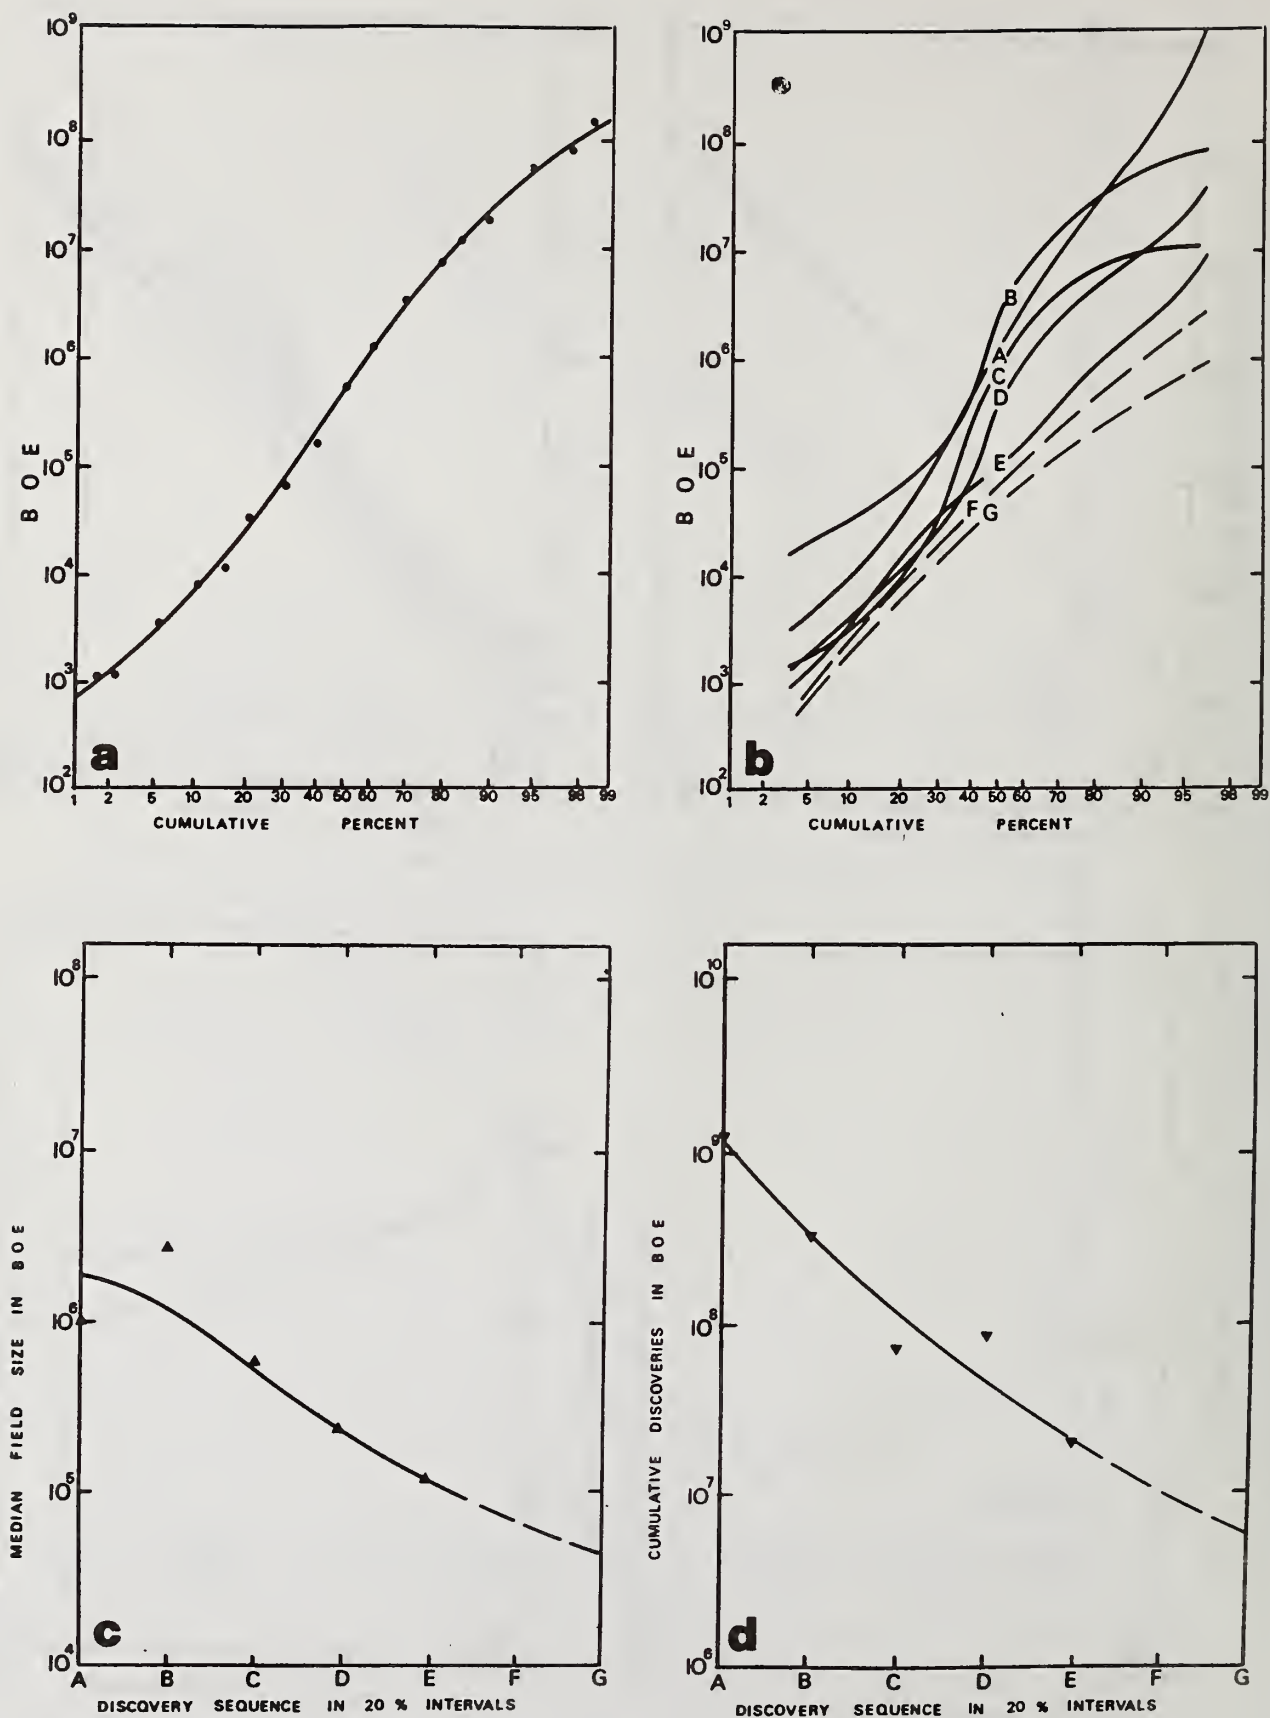 10⁹
10⁸
10⁷
10⁶
10⁵
10⁴
10³
10²
B O E
a
1 2 5 10 20 30 40 50 60 70 80 90 95 98 99
CUMULATIVE PERCENT
10⁹
10⁸
10⁷
10⁶
10⁵
10⁴
10³
10²
B O E
B
A
C
D
E
F G
b
1 2 5 10 20 30 40 50 60 70 80 90 95 98 99
CUMULATIVE PERCENT
10⁸
10⁷
10⁶
10⁵
10⁴
MEDIAN FIELD SIZE IN BOE
c
A B C D E F G
DISCOVERY SEQUENCE IN 20 % INTERVALS
10¹⁰
10⁹
10⁸
10⁷
10⁶
CUMULATIVE DISCOVERIES IN BOE
d
A B C D E F G
DISCOVERY SEQUENCE IN 20 % INTERVALS